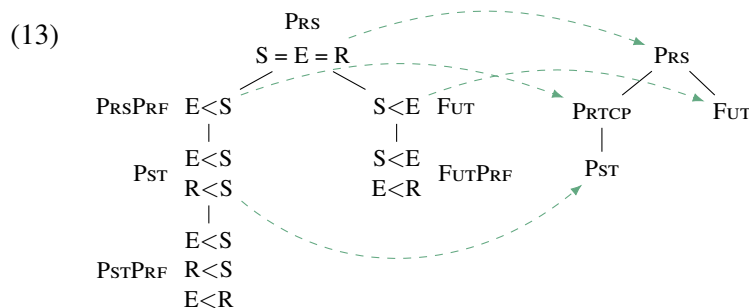 (13)
PRS
S = E = R
PRSPRF E<S
S<E FUT
E<S
PST
R<S
S<E
FUTPRF
E<R
E<S
PSTPRF R<S
E<R
PRS
PRTCP
FUT
PST